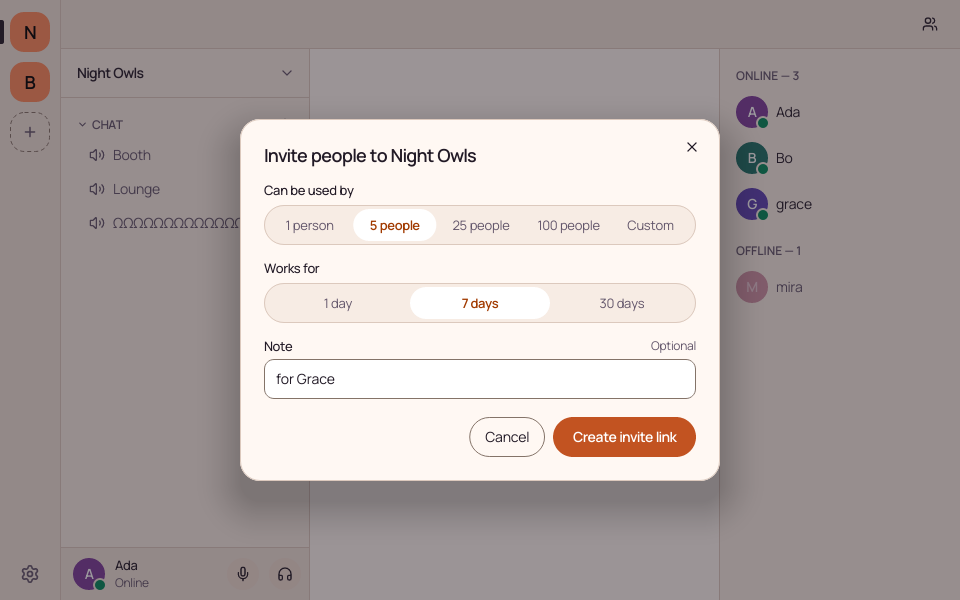 N
B
Night Owls
CHAT
Booth
Lounge
Invite people to Night Owls
Can be used by
1 person
5 people
25 people
100 people
Custom
Works for
1 day
7 days
30 days
Note
Optional
for Grace
Cancel
Create invite link
ONLINE — 3
A
Ada
B
Bo
G
grace
OFFLINE — 1
M
mira
A
Ada
Online